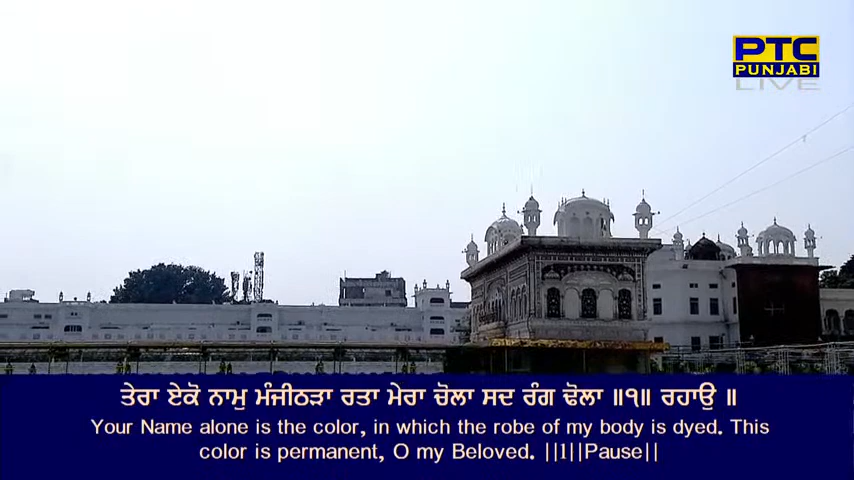 PTC
PUNJABI
LIVE
ਤੇਰਾ ਏਕੋ ਨਾਮੁ ਮੰਜੀਠੜਾ ਰਤਾ ਮੇਰਾ ਚੋਲਾ ਸਦ ਰੰਗ ਢੋਲਾ ॥੧॥ ਰਹਾਉ ॥
Your Name alone is the color, in which the robe of my body is dyed. This
color is permanent, O my Beloved. ||1||Pause||